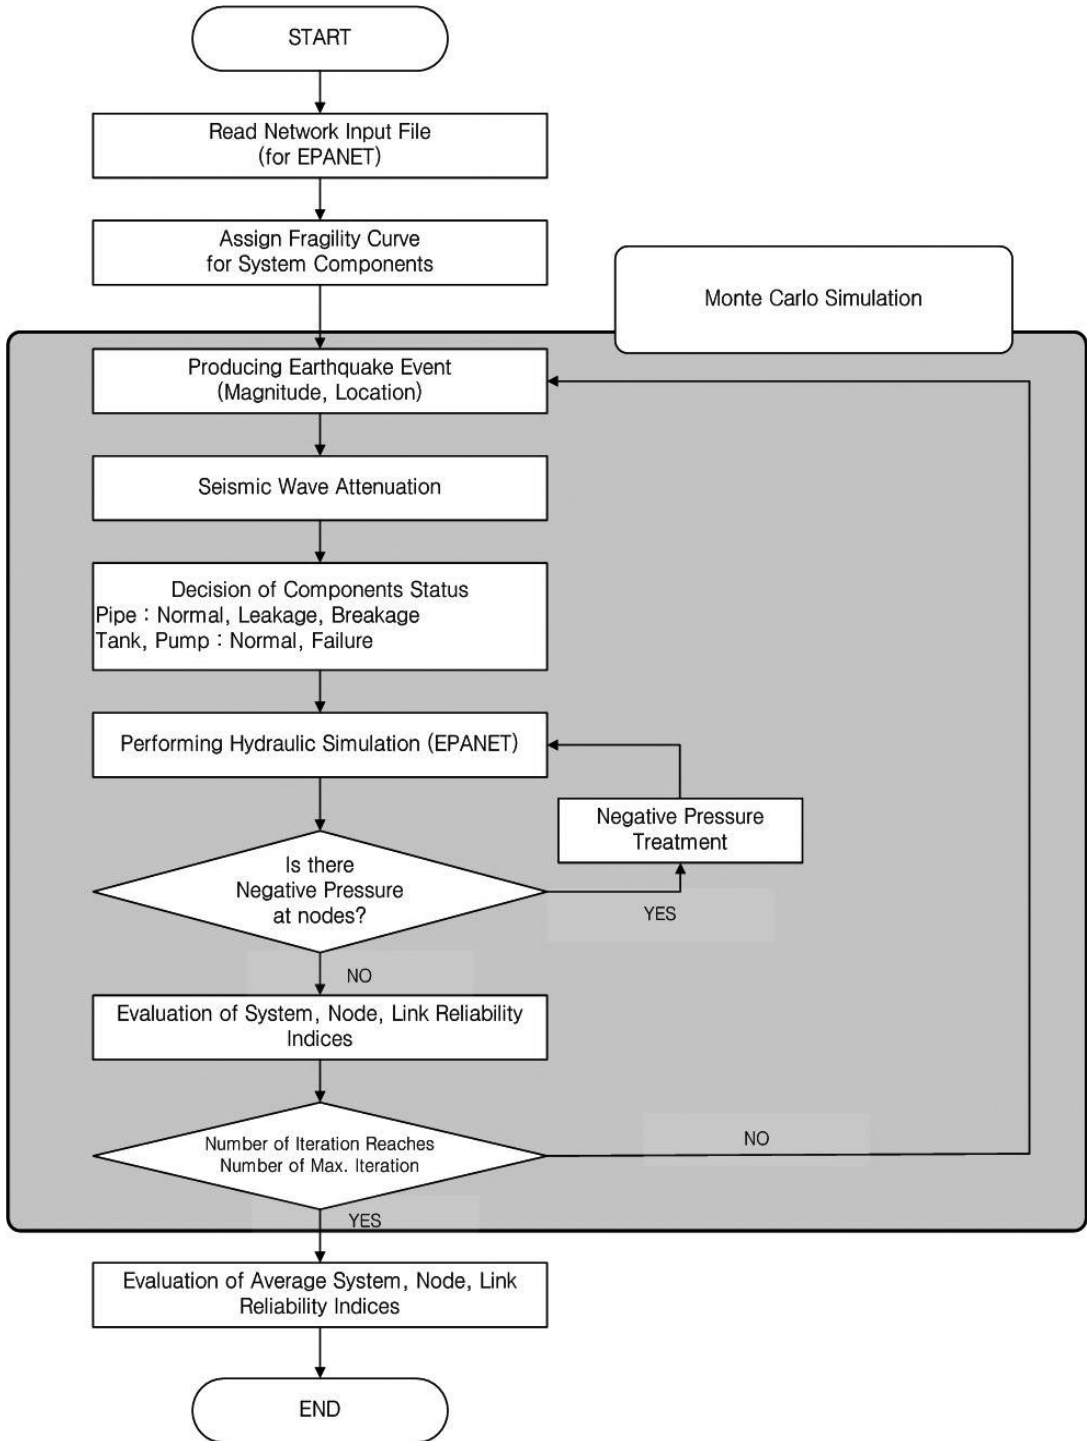 START
Read Network Input File
(for EPANET)
Assign Fragility Curve
for System Components
Monte Carlo Simulation
Producing Earthquake Event
(Magnitude, Location)
Seismic Wave Attenuation
Decision of Components Status
Pipe : Normal, Leakage, Breakage
Tank, Pump : Normal, Failure
Performing Hydraulic Simulation (EPANET)
Negative Pressure
Treatment
Is there
Negative Pressure
at nodes?
YES
NO
Evaluation of System, Node, Link Reliability
Indices
Number of Iteration Reaches
Number of Max. Iteration
NO
YES
Evaluation of Average System, Node, Link
Reliability Indices
END